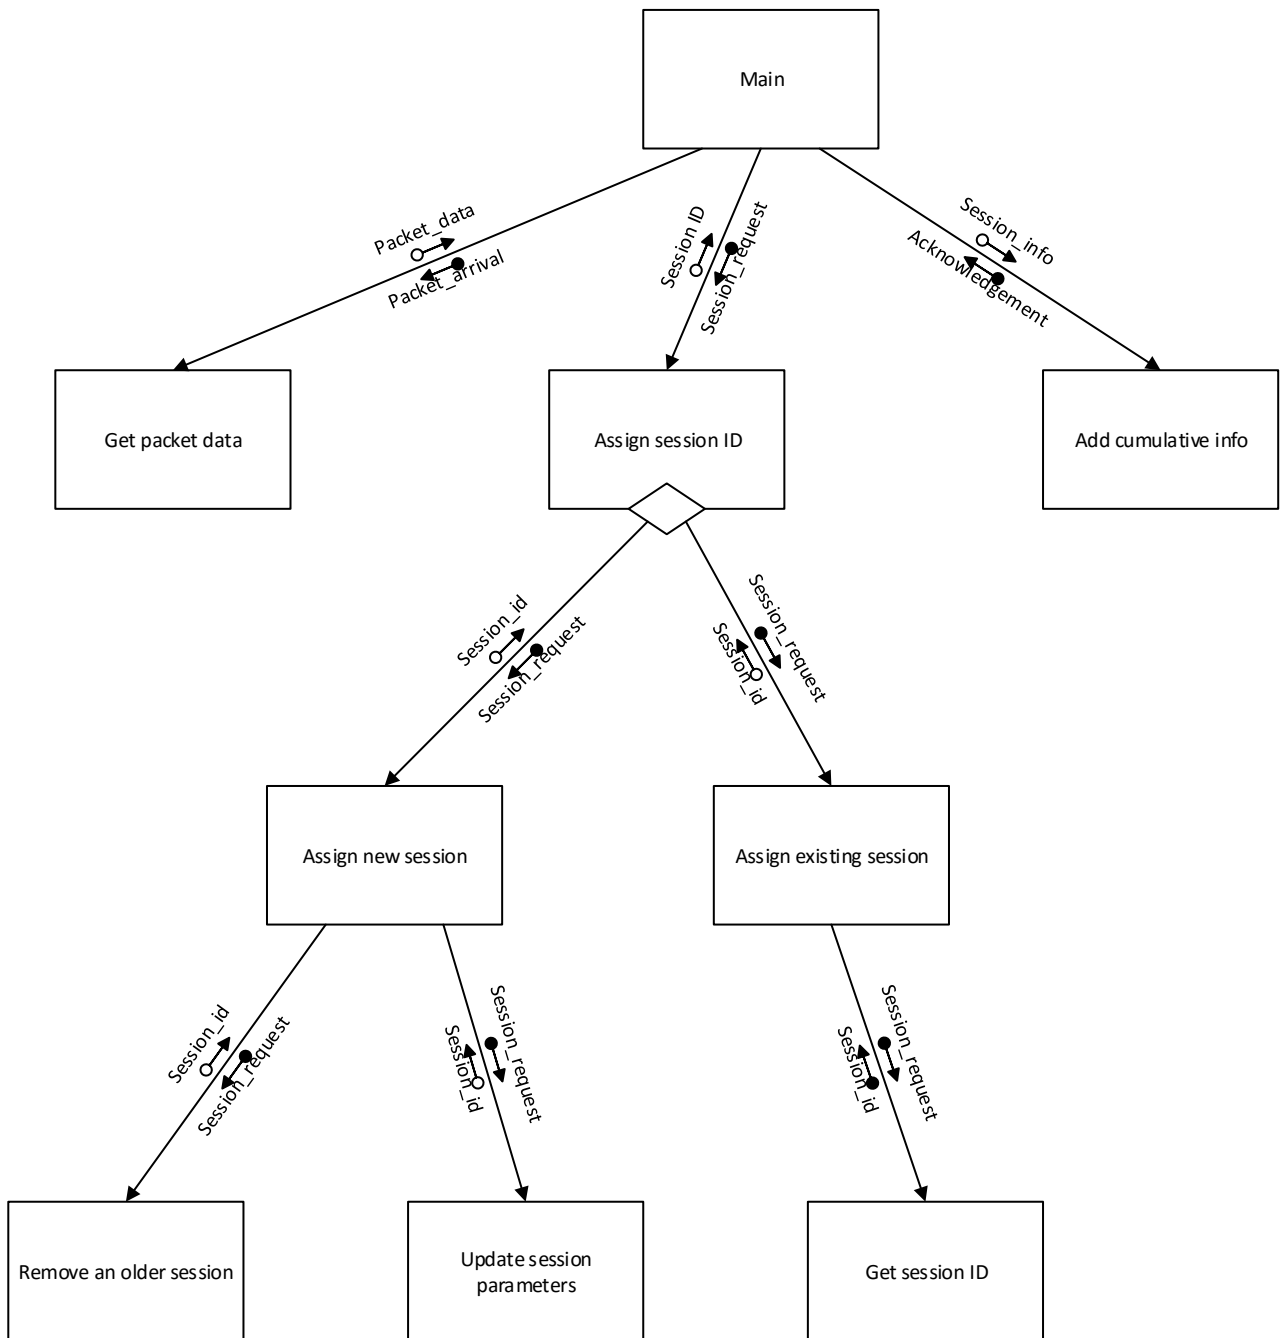 Main
Packet_data
Packet_arrival
Session ID
Session_request
Session_info
Acknowledgement
Get packet data
Assign session ID
Add cumulative info
Session_id
Session_request
Session_id
Session_request
Assign new session
Assign existing session
Session_id
Session_request
Session_id
Session_request
Session_id
Session_request
Remove an older session
Update session
parameters
Get session ID